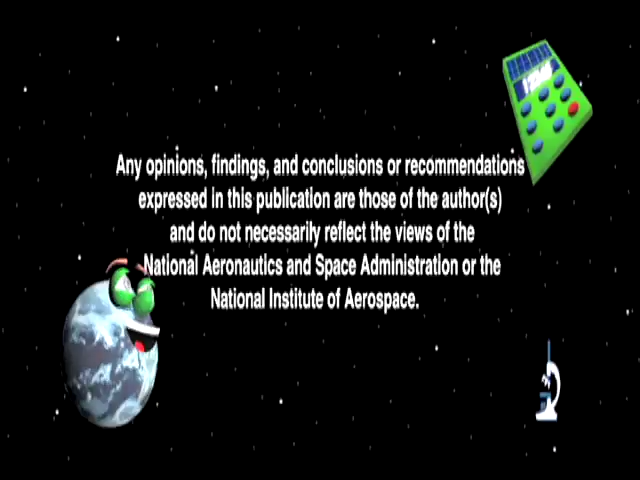 Any opinions, findings, and conclusions or recommendations
expressed in this publication are those of the author(s)
and do not necessarily reflect the views of the
National Aeronautics and Space Administration or the
National Institute of Aerospace.